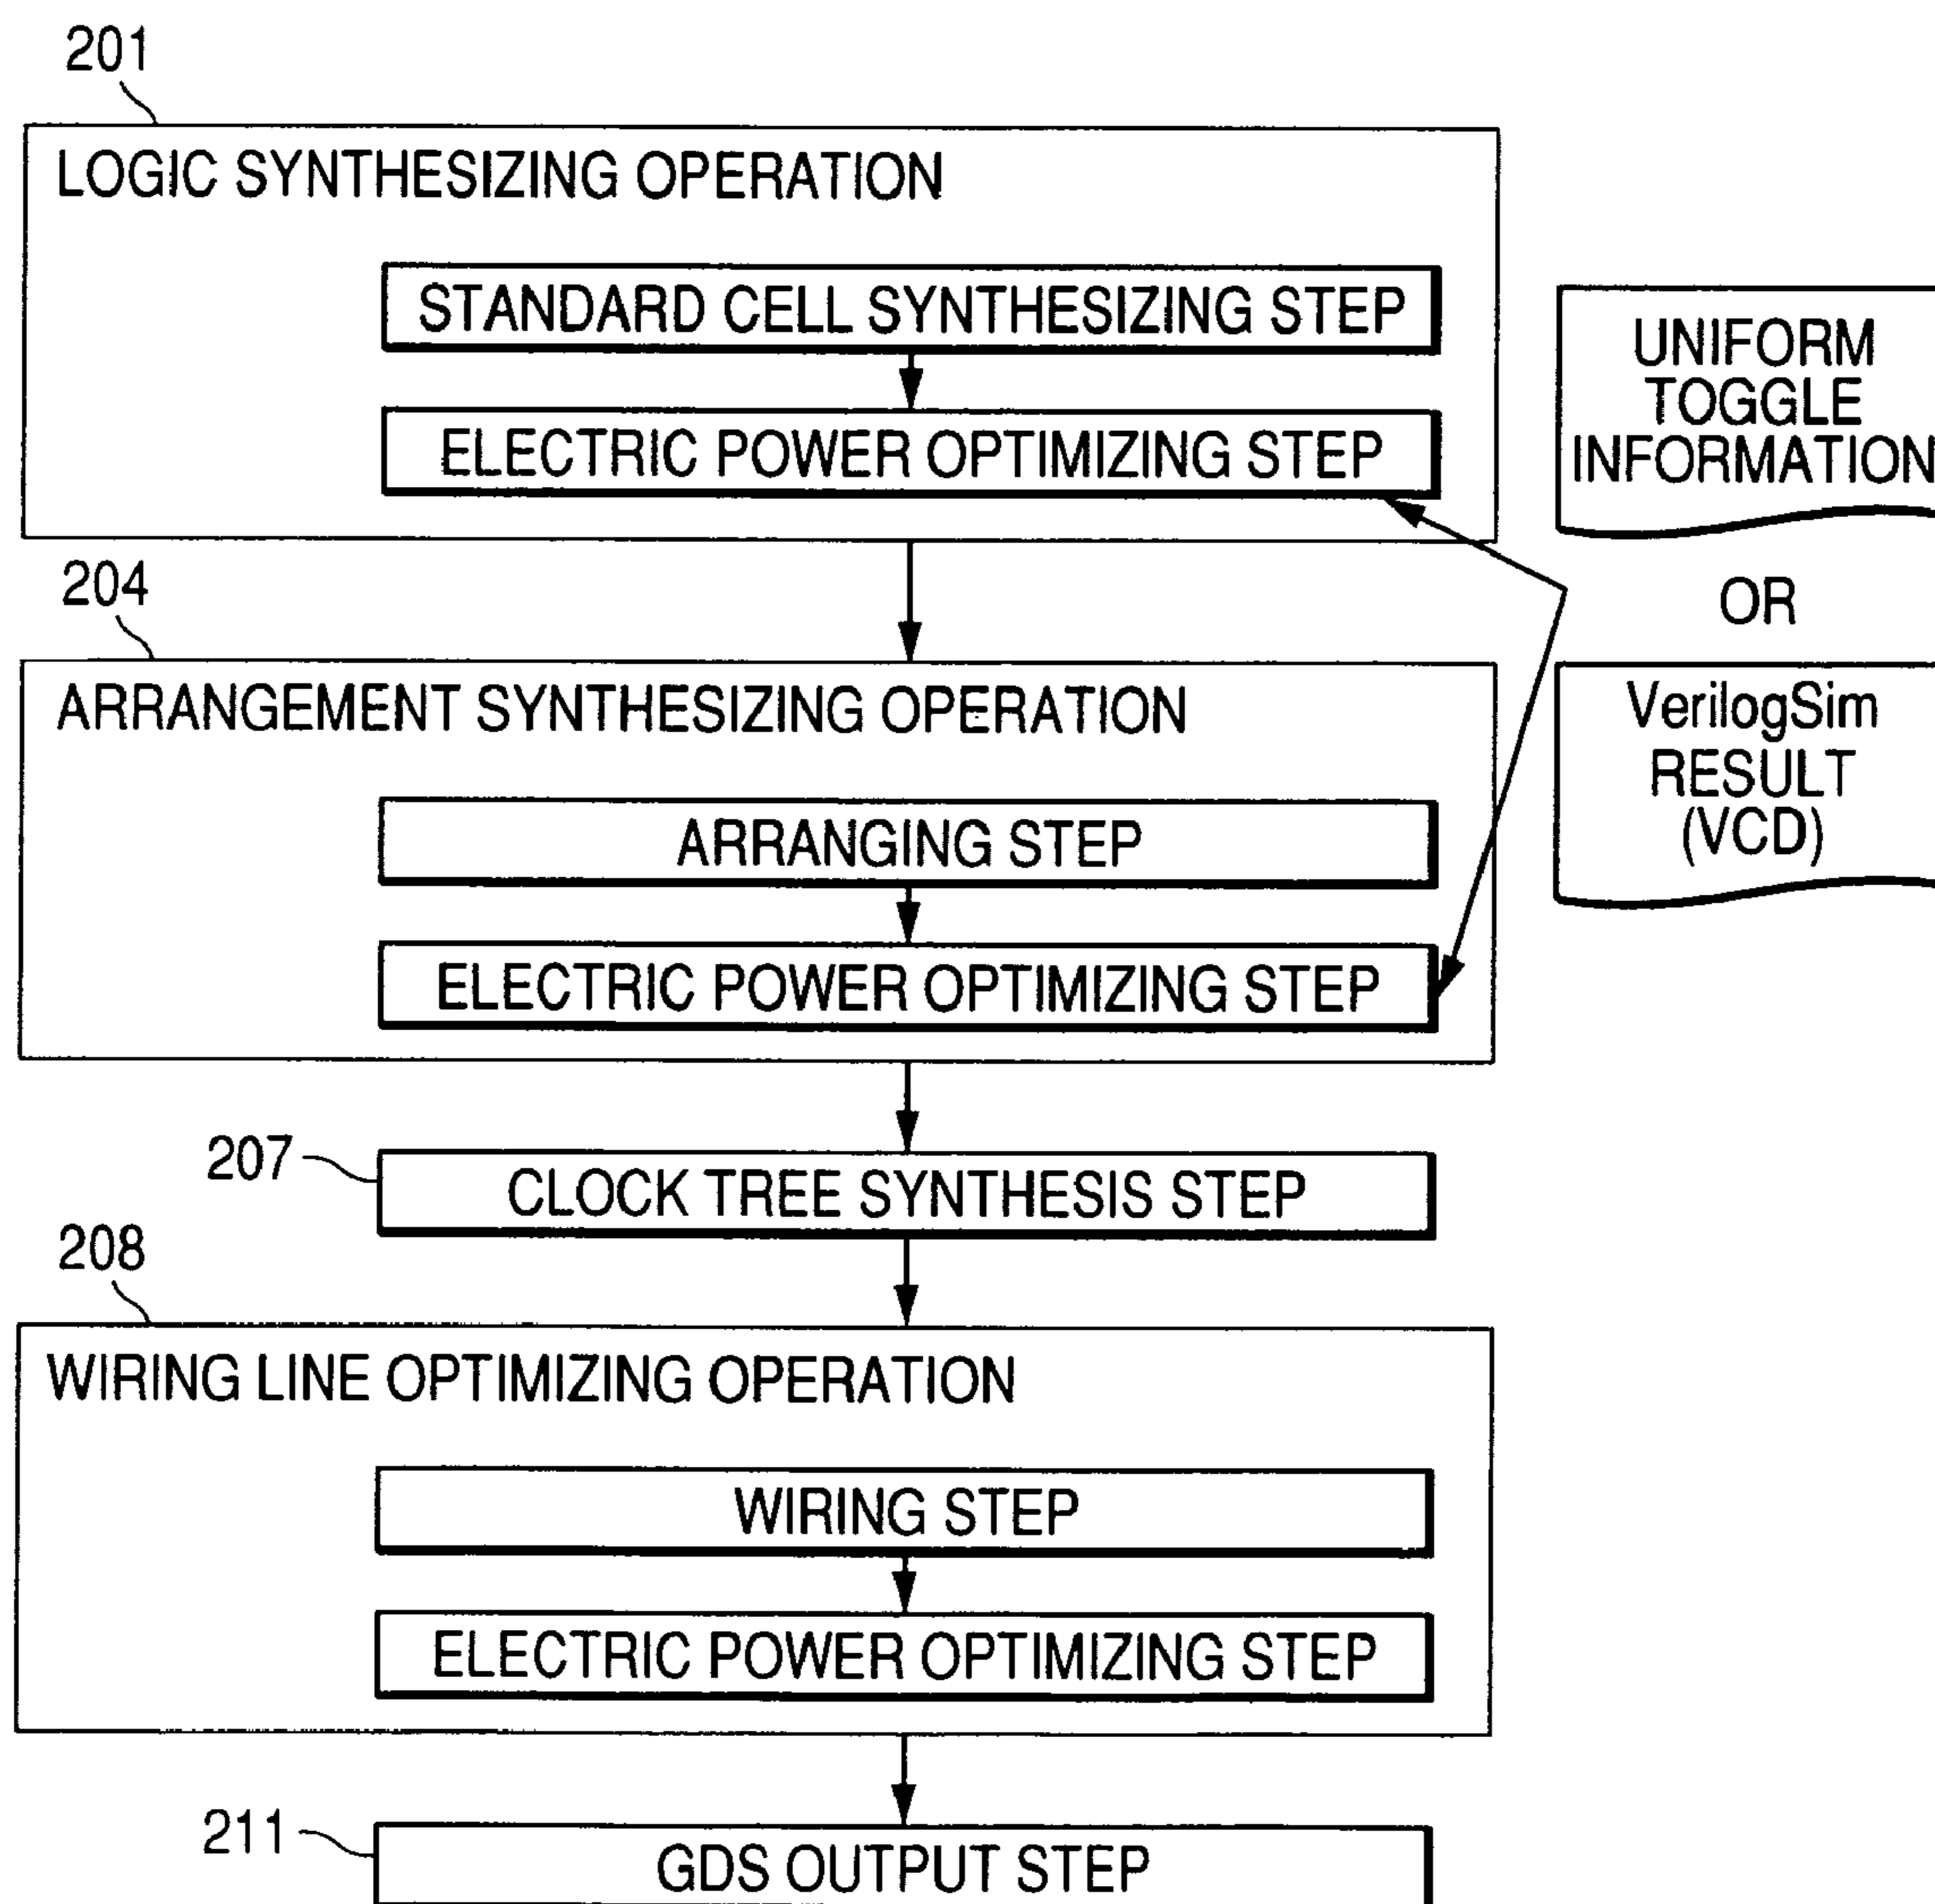 201
LOGIC SYNTHESIZING OPERATION
STANDARD CELL SYNTHESIZING STEP
ELECTRIC POWER OPTIMIZING STEP
UNIFORM
TOGGLE
INFORMATION
OR
VerilogSim
RESULT
(VCD)
204
ARRANGEMENT SYNTHESIZING OPERATION
ARRANGING STEP
ELECTRIC POWER OPTIMIZING STEP
207
CLOCK TREE SYNTHESIS STEP
208
WIRING LINE OPTIMIZING OPERATION
WIRING STEP
ELECTRIC POWER OPTIMIZING STEP
211
GDS OUTPUT STEP